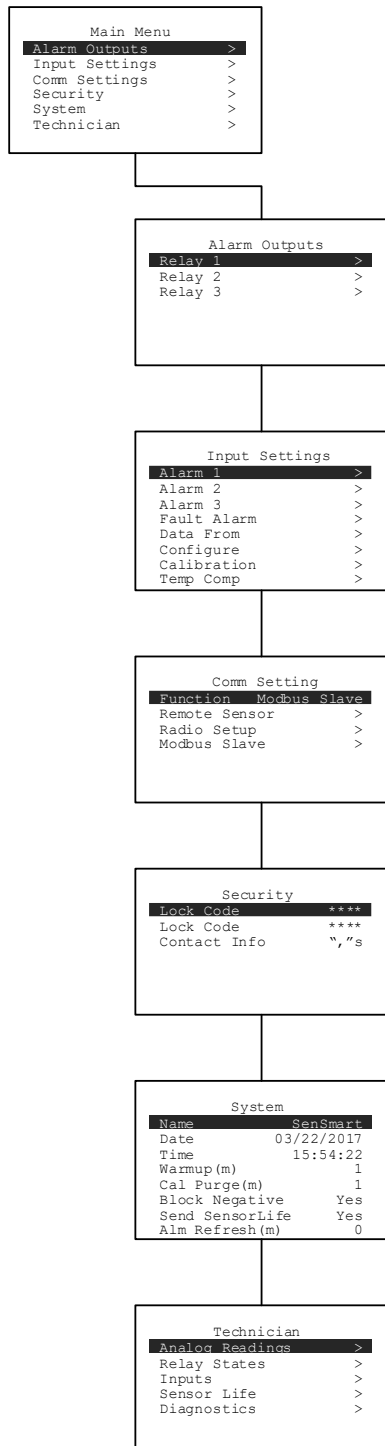 Main Menu
Alarm Outputs >
Input Settings >
Comm Settings >
Security >
System >
Technician >
Alarm Outputs
Relay 1 >
Relay 2 >
Relay 3 >
Input Settings
Alarm 1 >
Alarm 2 >
Alarm 3 >
Fault Alarm >
Data From >
Configure >
Calibration >
Temp Comp >
Comm Setting
Function Modbus Slave
Remote Sensor >
Radio Setup >
Modbus Slave >
Security
Lock Code ****
Lock Code ****
Contact Info “,”s
System
Name SenSmart
Date 03/22/2017
Time 15:54:22
Warmup(m) 1
Cal Purge(m) 1
Block Negative Yes
Send SensorLife Yes
Alm Refresh(m) 0
Technician
Analog Readings >
Relay States >
Inputs >
Sensor Life >
Diagnostics >